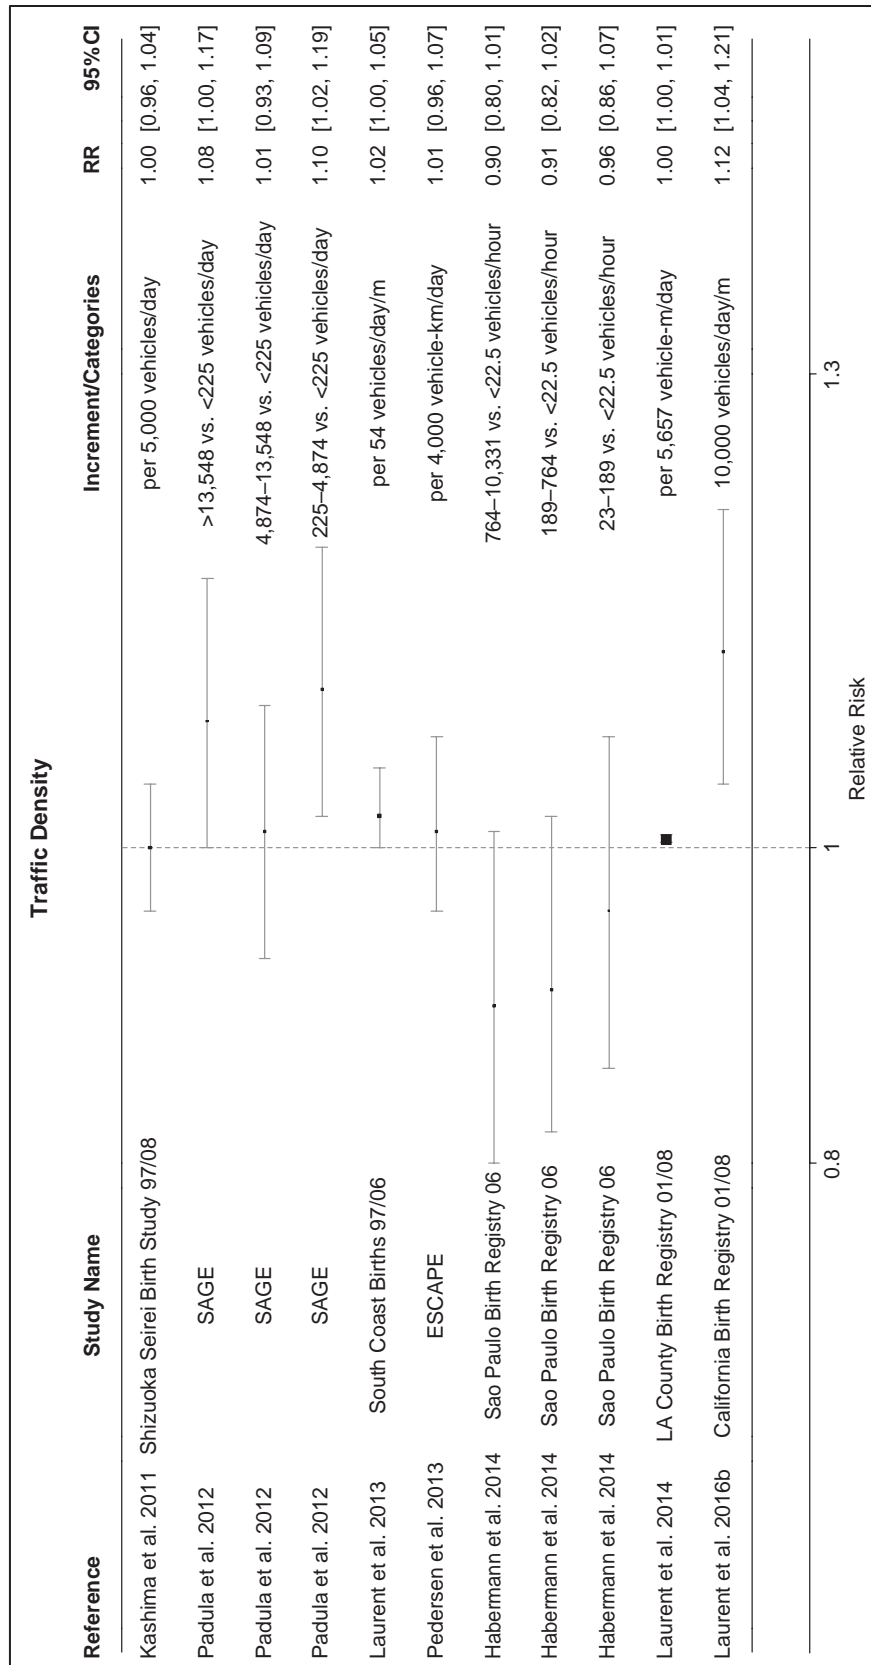 Traffic Density
Reference Study Name Increment/Categories RR 95%CI
Kashima et al. 2011 Shizuoka Seirei Birth Study 97/08 per 5,000 vehicles/day 1.00 [0.96, 1.04]
Padula et al. 2012 SAGE >13,548 vs. <225 vehicles/day 1.08 [1.00, 1.17]
Padula et al. 2012 SAGE 4,874–13,548 vs. <225 vehicles/day 1.01 [0.93, 1.09]
Padula et al. 2012 SAGE 225–4,874 vs. <225 vehicles/day 1.10 [1.02, 1.19]
Laurent et al. 2013 South Coast Births 97/06 per 54 vehicles/day/m 1.02 [1.00, 1.05]
Pedersen et al. 2013 ESCAPE per 4,000 vehicle-km/day 1.01 [0.96, 1.07]
Habermann et al. 2014 Sao Paulo Birth Registry 06 764–10,331 vs. <22.5 vehicles/hour 0.90 [0.80, 1.01]
Habermann et al. 2014 Sao Paulo Birth Registry 06 189–764 vs. <22.5 vehicles/hour 0.91 [0.82, 1.02]
Habermann et al. 2014 Sao Paulo Birth Registry 06 23–189 vs. <22.5 vehicles/hour 0.96 [0.86, 1.07]
Laurent et al. 2014 LA County Birth Registry 01/08 per 5,657 vehicle-m/day 1.00 [1.00, 1.01]
Laurent et al. 2016b California Birth Registry 01/08 10,000 vehicles/day/m 1.12 [1.04, 1.21]
0.8 1 1.3
Relative Risk